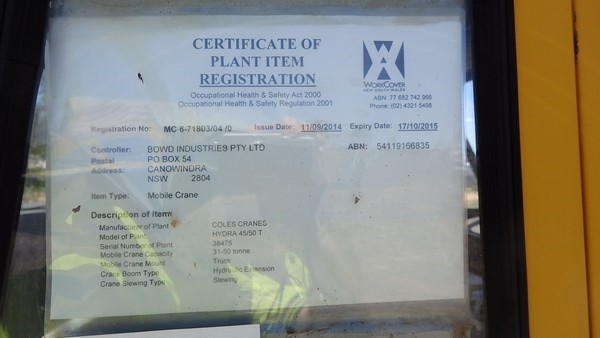 CERTIFICATE OF
PLANT ITEM
REGISTRATION
Occupational Health & Safety Act 2000
Occupational Health & Safety Regulation 2001
WORKCOVER
NEW SOUTH WALES
ABN 77 682 742 966
Phone: (02) 4321 5498
Registration No: MC 6-71803/04 /0 Issue Date: 11/09/2014 Expiry Date: 17/10/2015
Controller: BOWD INDUSTRIES PTY LTD ABN: 54119166835
Postal PO BOX 54
Address: CANOWINDRA
NSW 2804
Item Type: Mobile Crane
Description of Item
Manufacturer of Plant COLES CRANES
Model of Plant HYDRA 45/50 T
Serial Number of Plant 38475
Mobile Crane Capacity 31-50 tonne
Mobile Crane Mount Truck
Crane Boom Type Hydraulic Extension
Crane Slewing Type Slewing